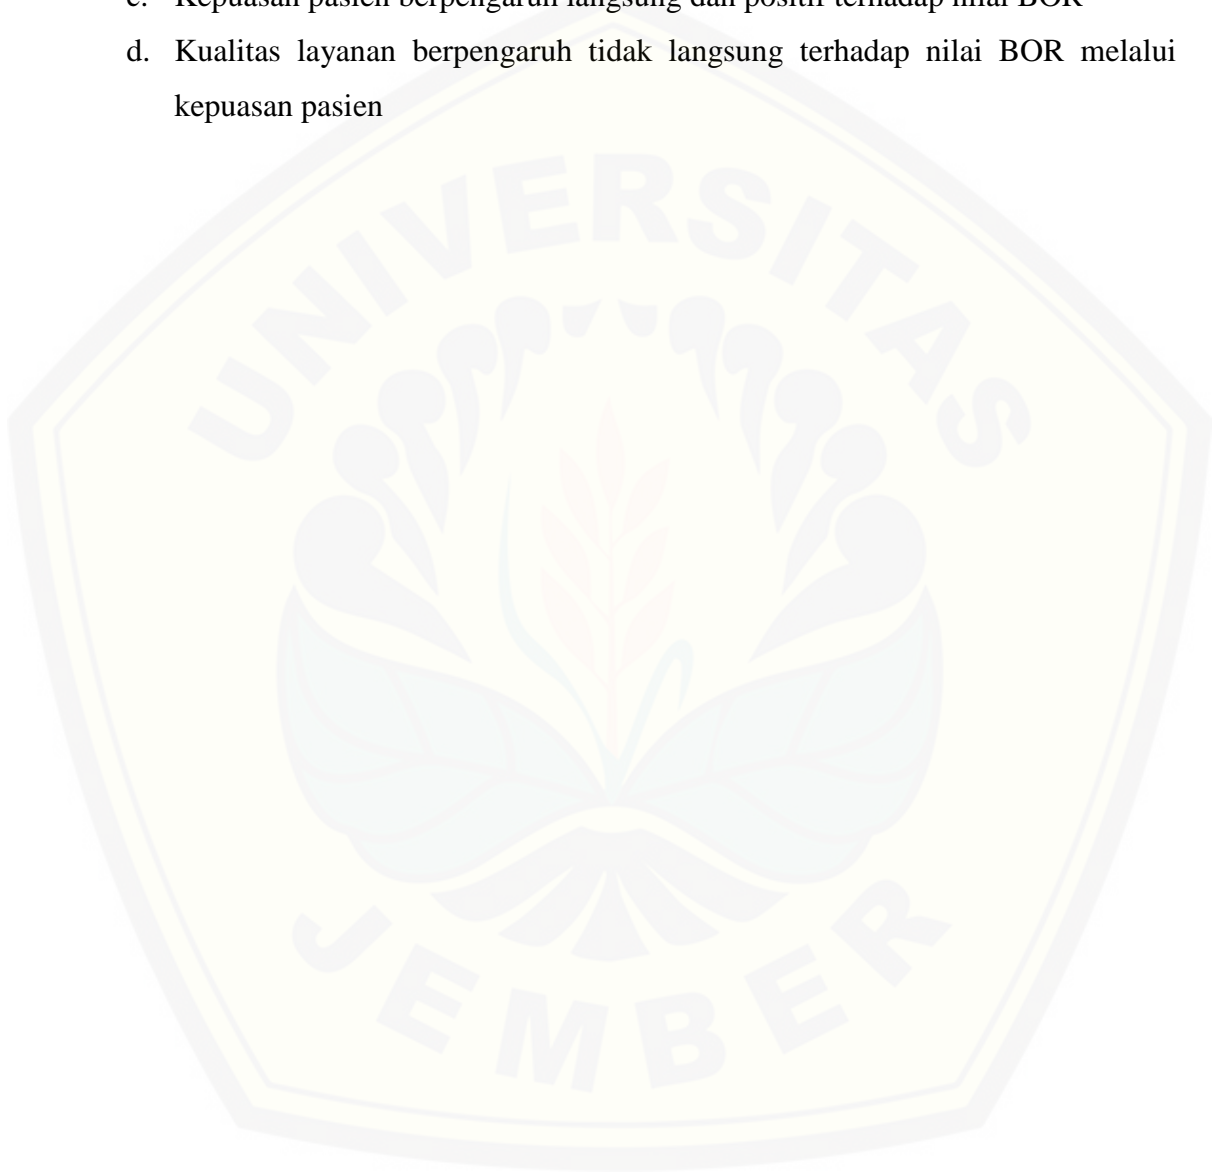 c. Kepuasan pasien berpengaruh langsung dan positif terhadap nilai BOR
d. Kualitas layanan berpengaruh tidak langsung terhadap nilai BOR melalui
kepuasan pasien
UNIVERSITAS
JEMBER